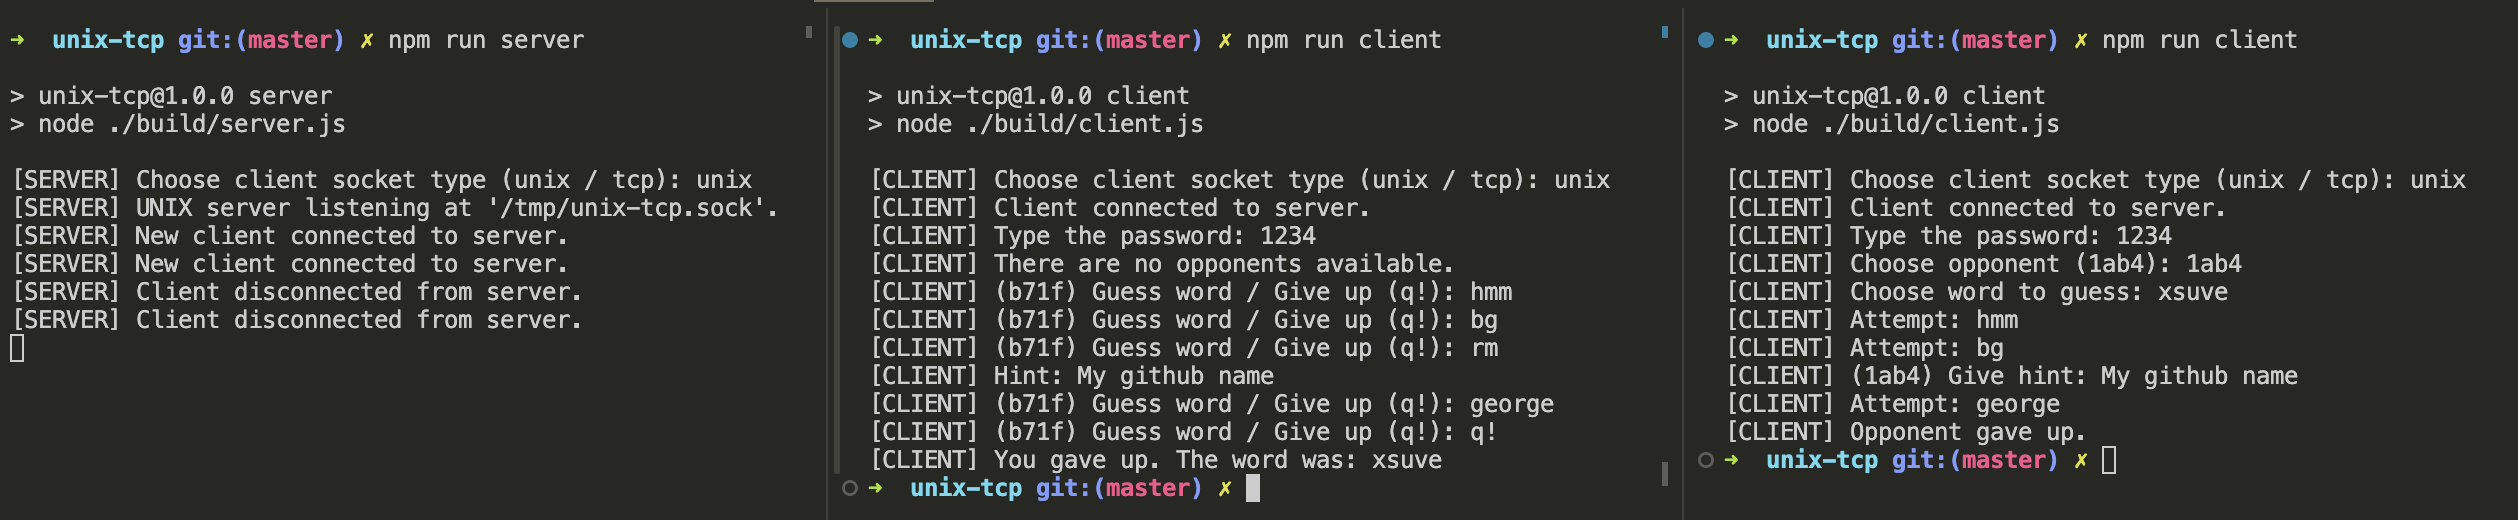 ➜  unix-tcp git:(master) ✗ npm run server

> unix-tcp@1.0.0 server
> node ./build/server.js

[SERVER] Choose client socket type (unix / tcp): unix
[SERVER] UNIX server listening at '/tmp/unix-tcp.sock'.
[SERVER] New client connected to server.
[SERVER] New client connected to server.
[SERVER] Client disconnected from server.
[SERVER] Client disconnected from server.

➜  unix-tcp git:(master) ✗ npm run client

> unix-tcp@1.0.0 client
> node ./build/client.js

[CLIENT] Choose client socket type (unix / tcp): unix
[CLIENT] Client connected to server.
[CLIENT] Type the password: 1234
[CLIENT] There are no opponents available.
[CLIENT] (b71f) Guess word / Give up (q!): hmm
[CLIENT] (b71f) Guess word / Give up (q!): bg
[CLIENT] (b71f) Guess word / Give up (q!): rm
[CLIENT] Hint: My github name
[CLIENT] (b71f) Guess word / Give up (q!): george
[CLIENT] (b71f) Guess word / Give up (q!): q!
[CLIENT] You gave up. The word was: xsuve
➜  unix-tcp git:(master) ✗

➜  unix-tcp git:(master) ✗ npm run client

> unix-tcp@1.0.0 client
> node ./build/client.js

[CLIENT] Choose client socket type (unix / tcp): unix
[CLIENT] Client connected to server.
[CLIENT] Type the password: 1234
[CLIENT] Choose opponent (1ab4): 1ab4
[CLIENT] Choose word to guess: xsuve
[CLIENT] Attempt: hmm
[CLIENT] Attempt: bg
[CLIENT] (1ab4) Give hint: My github name
[CLIENT] Attempt: george
[CLIENT] Opponent gave up.
➜  unix-tcp git:(master) ✗